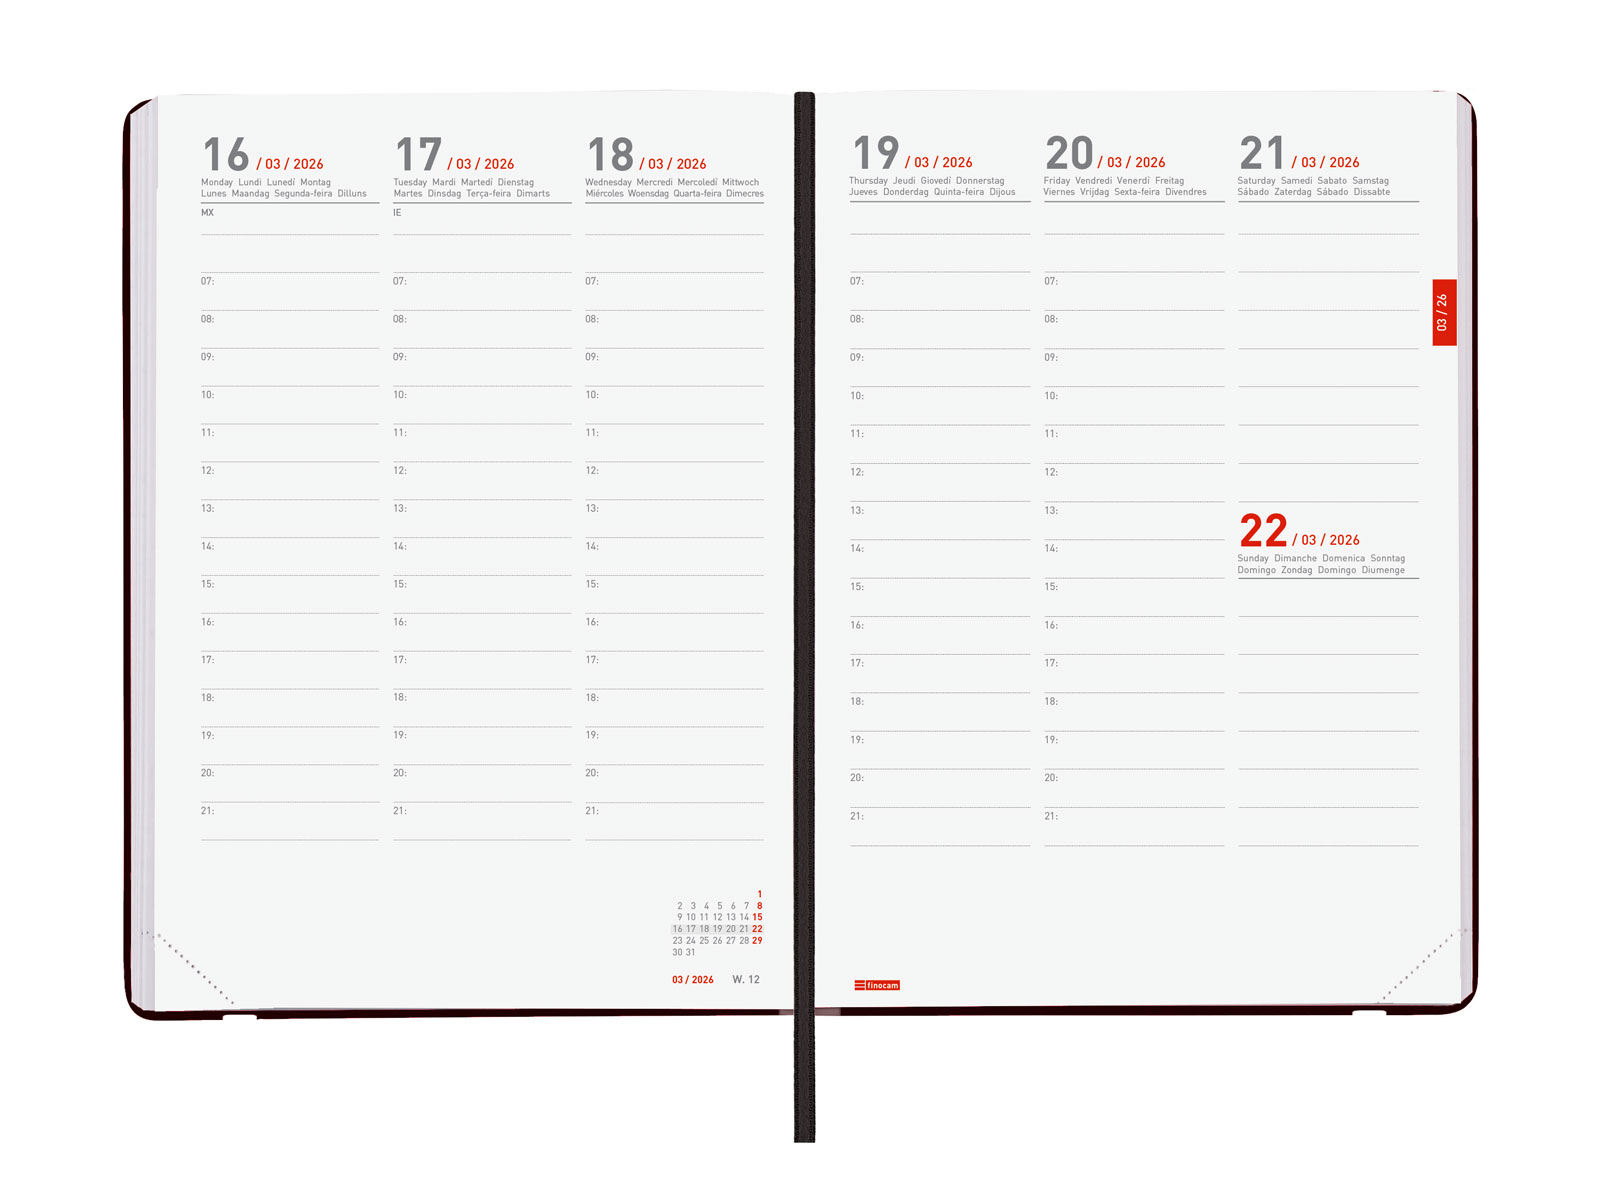 16 / 03 / 2026
Monday Lundi Lunedí Montag
Lunes Maandag Segunda-feira Dilluns
MX
07:
08:
09:
10:
11:
12:
13:
14:
15:
16:
17:
18:
19:
20:
21:
17 / 03 / 2026
Tuesday Mardi Martedí Dienstag
Martes Dinsdag Terça-feira Dimarts
IE
07:
08:
09:
10:
11:
12:
13:
14:
15:
16:
17:
18:
19:
20:
21:
18 / 03 / 2026
Wednesday Mercredi Mercoledí Mittwoch
Miércoles Woensdag Quarta-feira Dimecres
07:
08:
09:
10:
11:
12:
13:
14:
15:
16:
17:
18:
19:
20:
21:
1
2 3 4 5 6 7 8
9 10 11 12 13 14 15
16 17 18 19 20 21 22
23 24 25 26 27 28 29
30 31
03 / 2026 W. 12
19 / 03 / 2026
Thursday Jeudi Giovedí Donnerstag
Jueves Donderdag Quinta-feira Dijous
07:
08:
09:
10:
11:
12:
13:
14:
15:
16:
17:
18:
19:
20:
21:
20 / 03 / 2026
Friday Vendredi Venerdí Freitag
Viernes Vrijdag Sexta-feira Divendres
07:
08:
09:
10:
11:
12:
13:
14:
15:
16:
17:
18:
19:
20:
21:
21 / 03 / 2026
Saturday Samedi Sabato Samstag
Sábado Zaterdag Sábado Dissabte
22 / 03 / 2026
Sunday Dimanche Domenica Sonntag
Domingo Zondag Domingo Diumenge
03 / 26
finocam